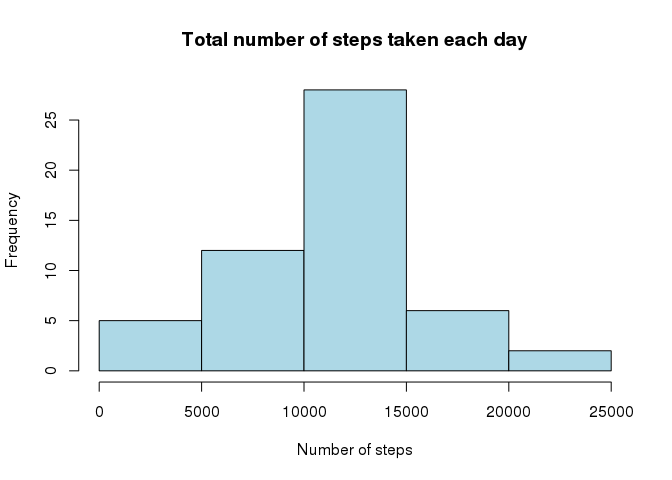 Total number of steps taken each day
Frequency
25
20
15
10
5
0
0 5000 10000 15000 20000 25000
Number of steps